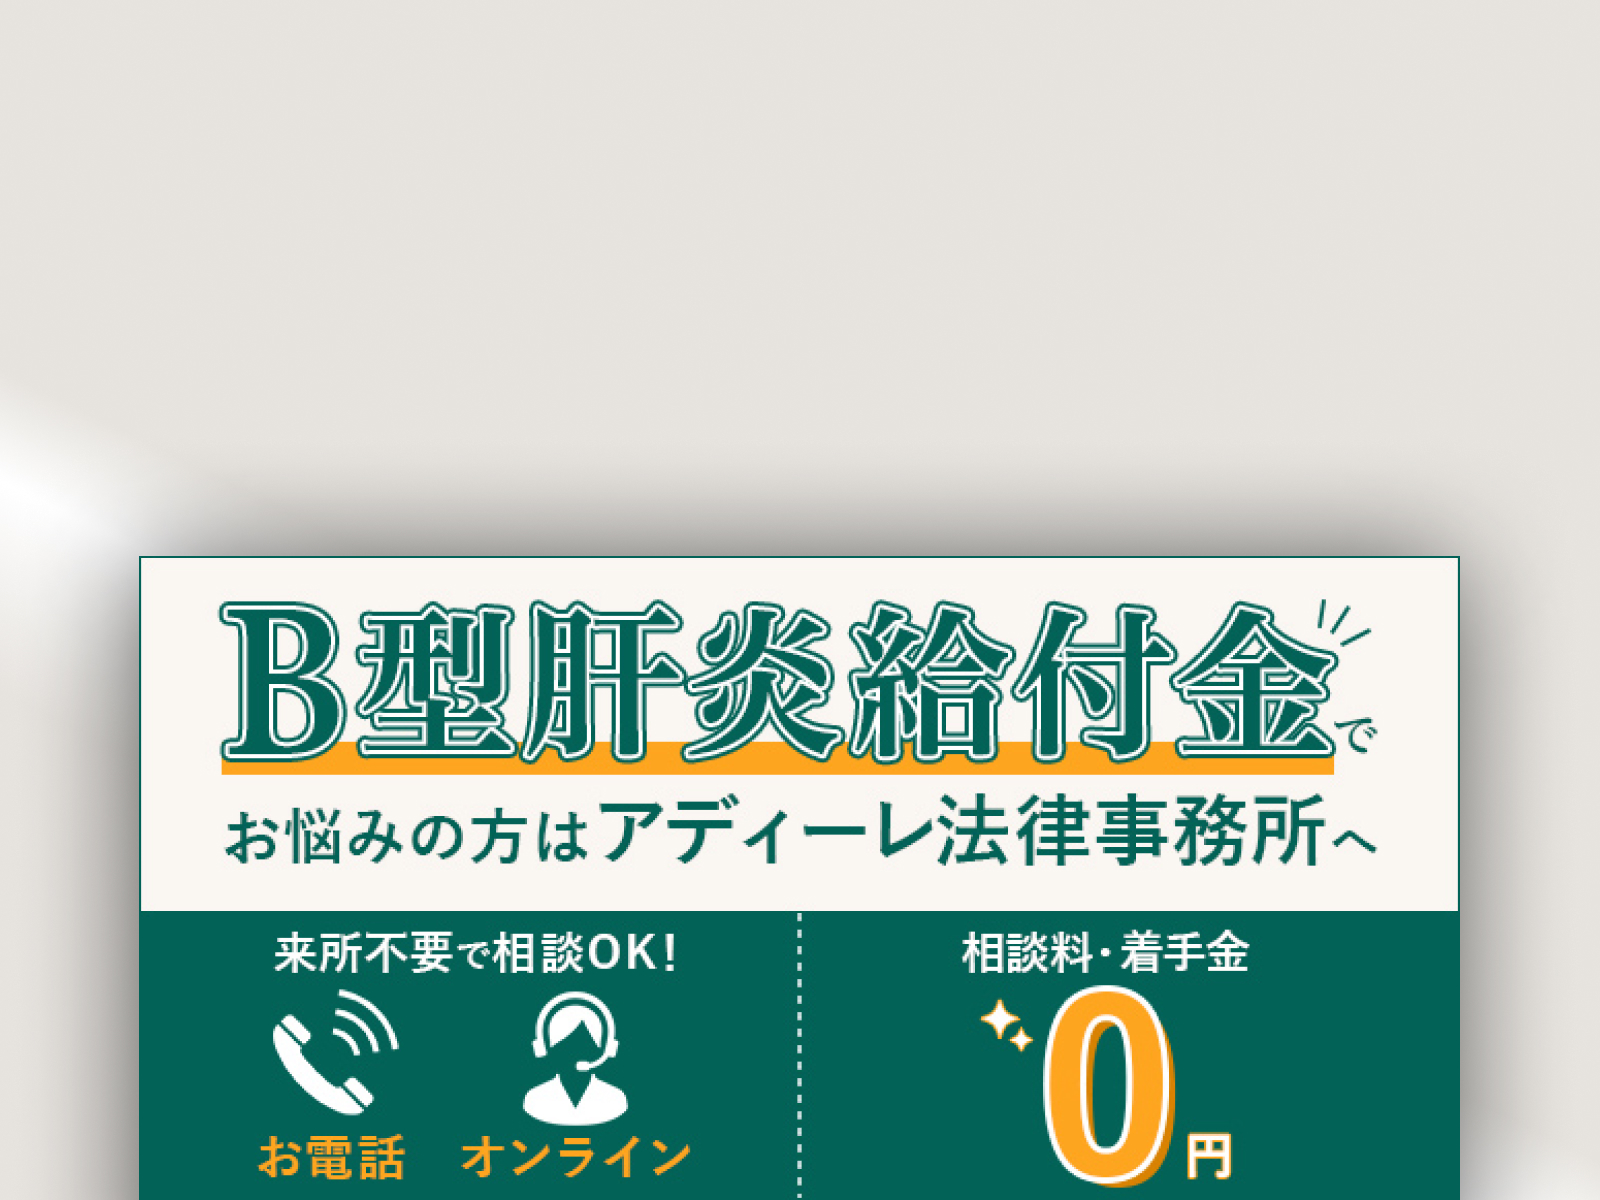 B型肝炎給付金で
お悩みの方はアディーレ法律事務所へ
来所不要で相談OK!
お電話 オンライン
相談料・着手金
0円